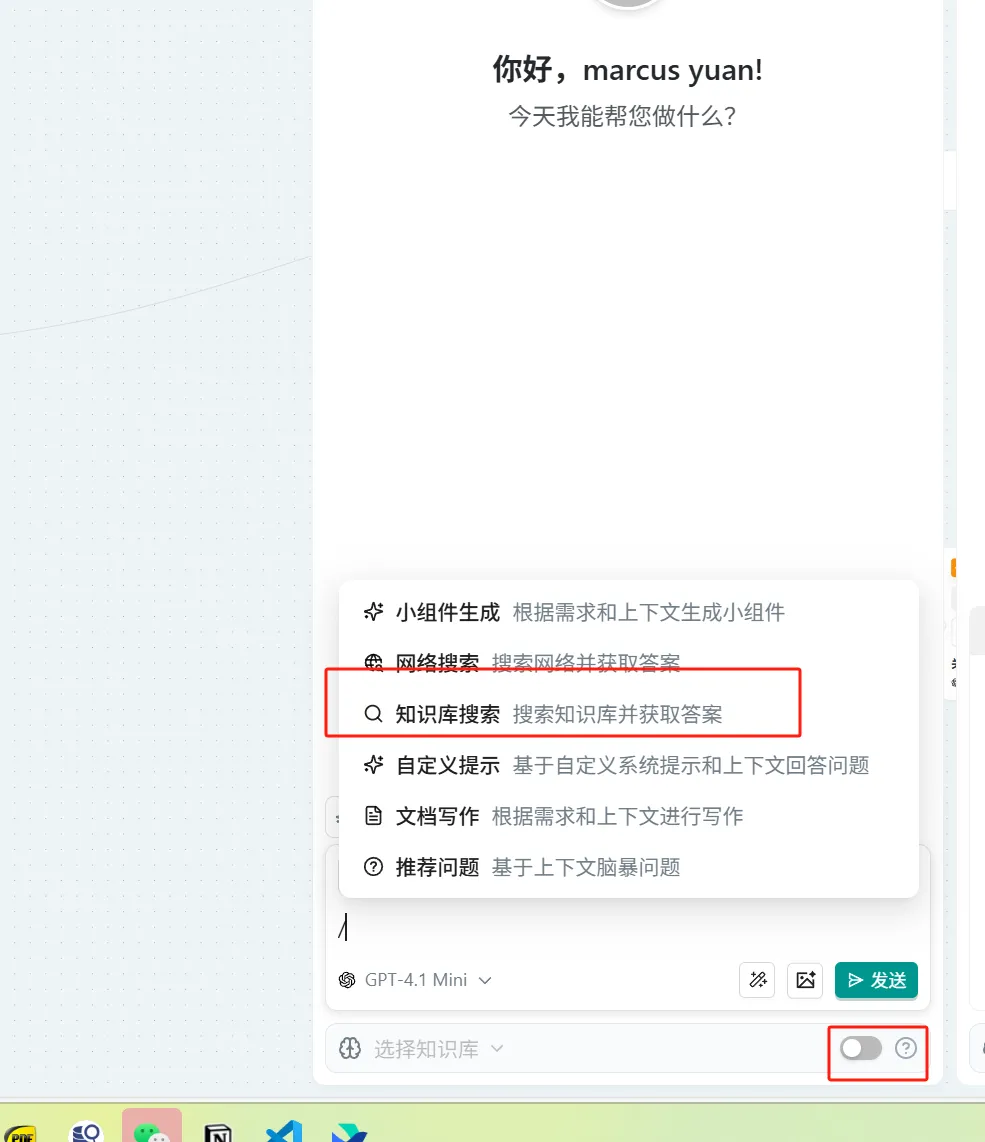 你好，marcus yuan!
今天我能帮您做什么?
小组件生成 根据需求和上下文生成小组件
网络搜索 搜索网络并获取答案
知识库搜索 搜索知识库并获取答案
自定义提示 基于自定义系统提示和上下文回答问题
文档写作 根据需求和上下文进行写作
推荐问题 基于上下文脑暴问题
/
GPT-4.1 Mini
发送
选择知识库
PDF